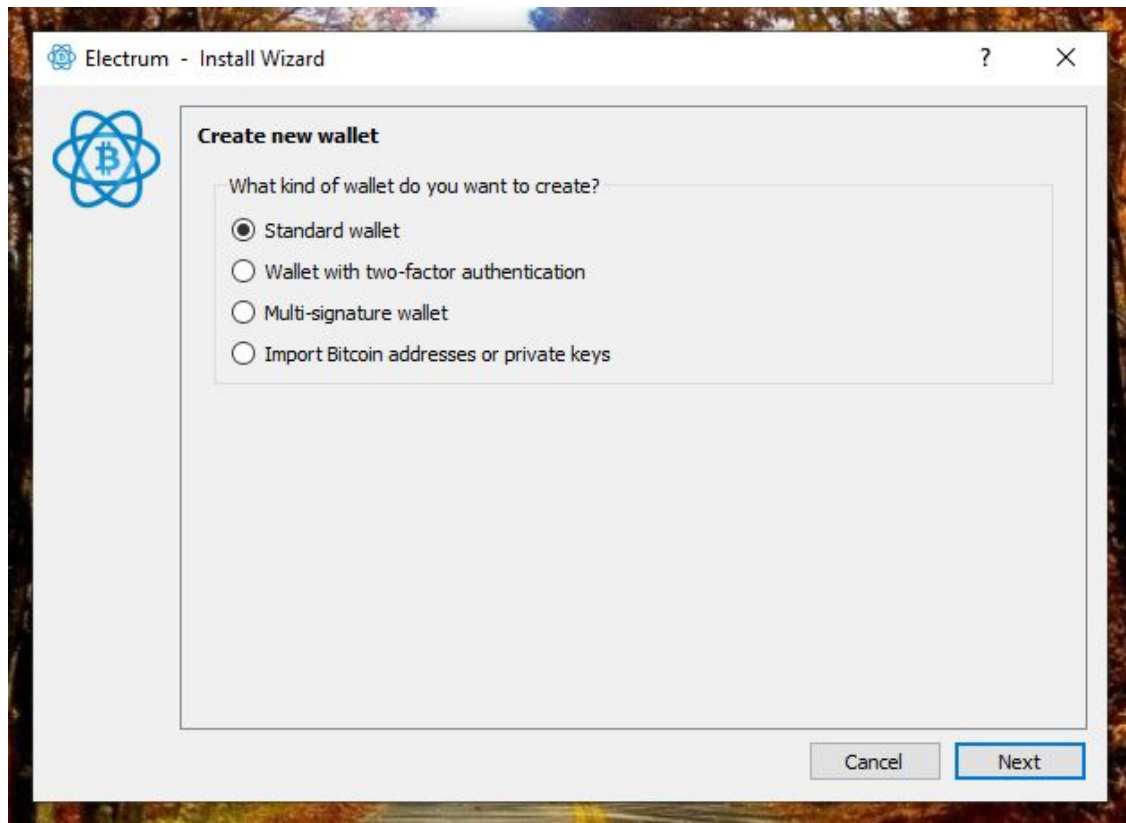 Electrum - Install Wizard
Create new wallet
What kind of wallet do you want to create?
Standard wallet
Wallet with two-factor authentication
Multi-signature wallet
Import Bitcoin addresses or private keys
Cancel
Next